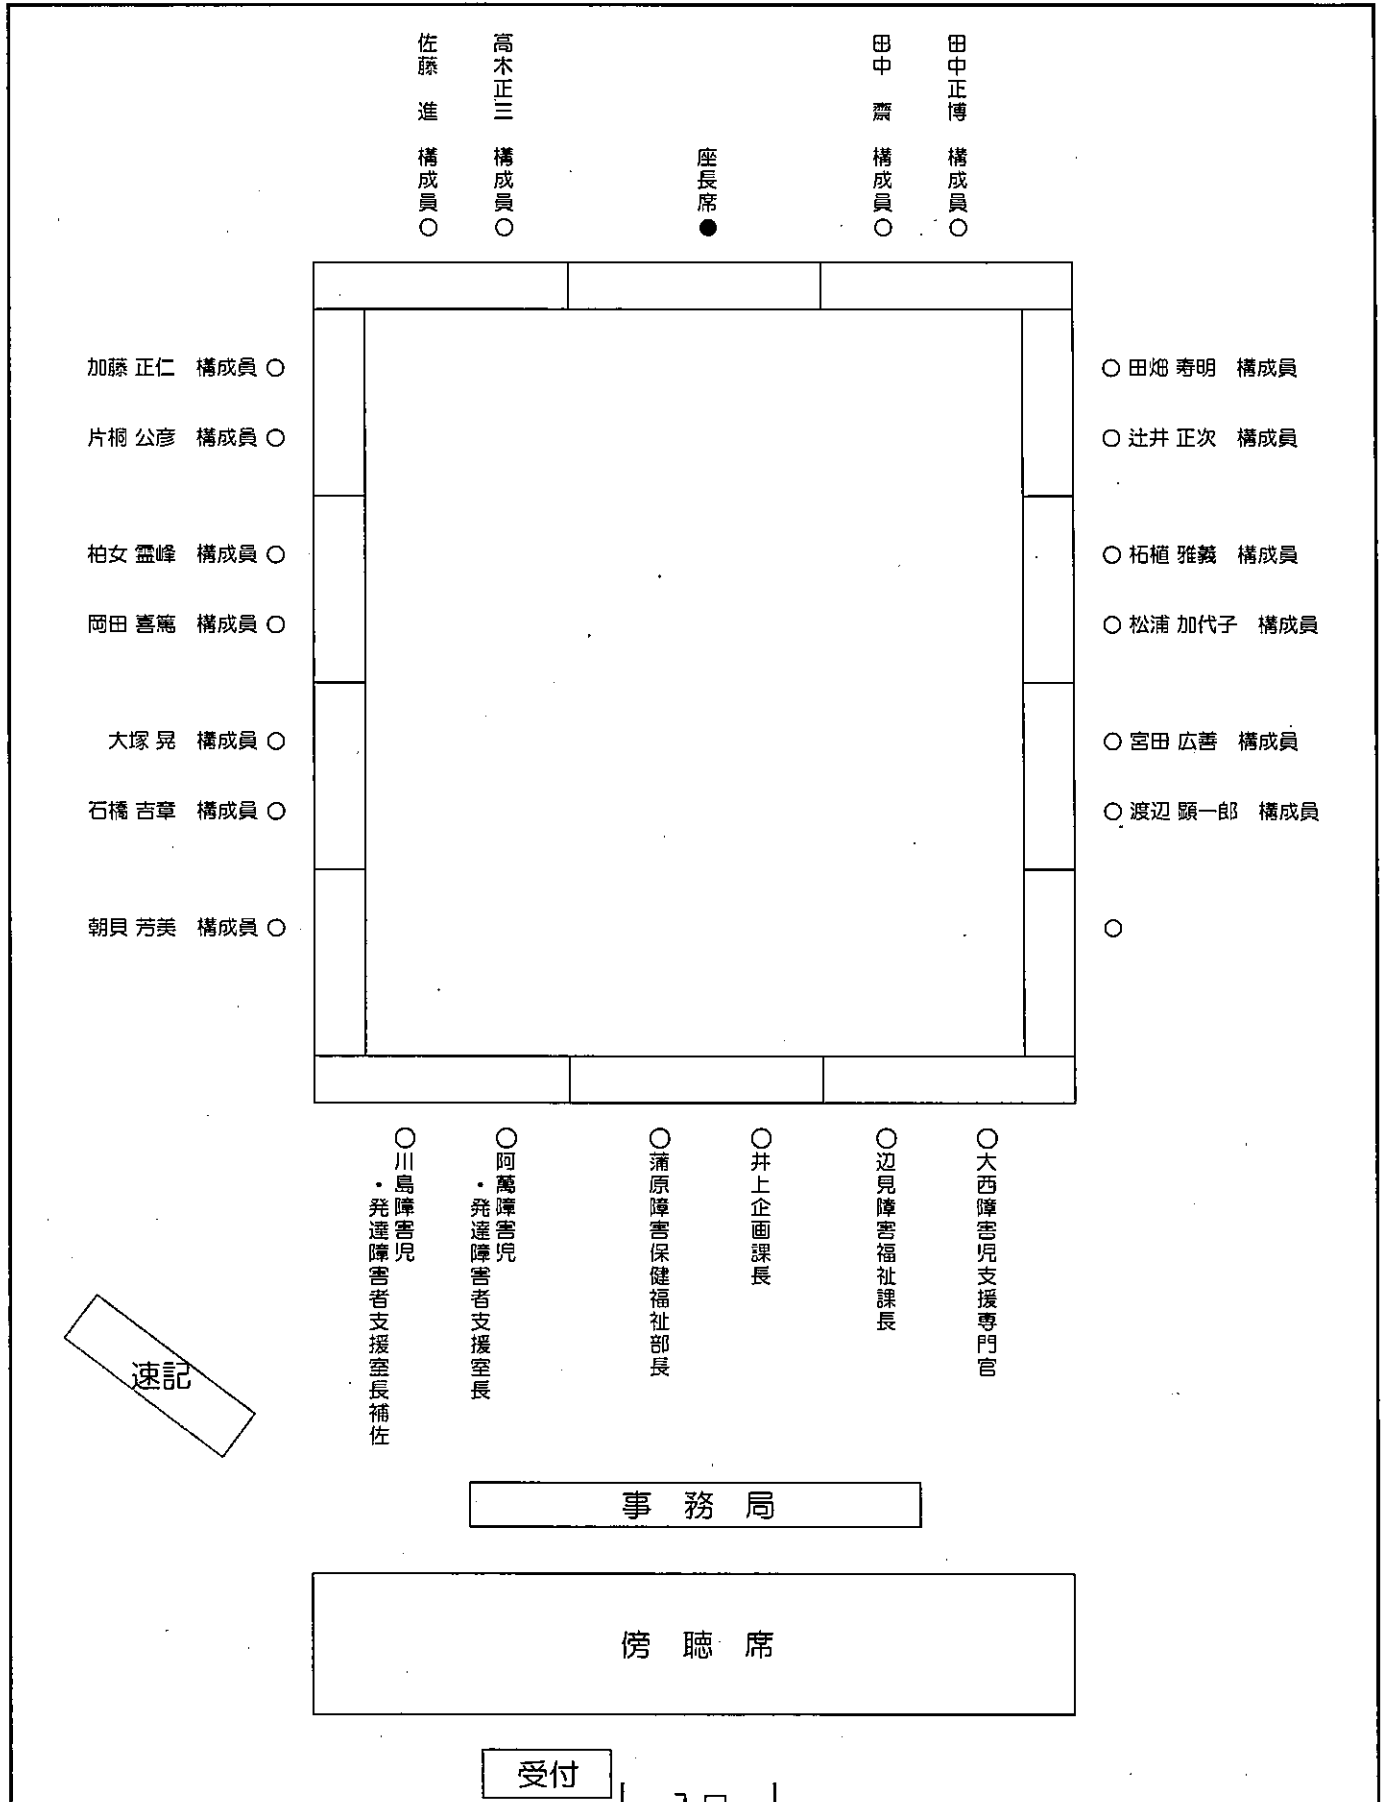 佐藤 進 構成員○
高木正三 構成員○
座長席●
田中 齋 構成員○
田中正博 構成員○
加藤 正仁 構成員 ○
片桐 公彦 構成員 ○
柏女 霊峰 構成員 ○
岡田 喜篤 構成員 ○
大塚 晃 構成員 ○
石橋 吉章 構成員 ○
朝貝 芳美 構成員 ○
○ 田畑 寿明 構成員
○ 辻井 正次 構成員
○ 柘植 雅義 構成員
○ 松浦 加代子 構成員
○ 宮田 広善 構成員
○ 渡辺 顕一郎 構成員
○
○川島障害児
・発達障害者支援室長補佐
○阿萬障害児
・発達障害者支援室長
○蒲原障害保健福祉部長
○井上企画課長
○辺見障害福祉課長
○大西障害児支援専門官
速記
事 務 局
傍 聴 席
受付
入口